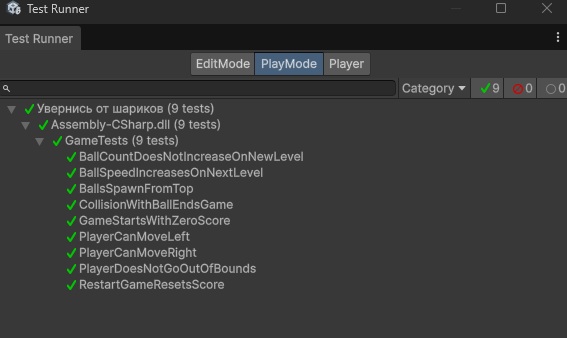 Test Runner
Test Runner
EditMode PlayMode Player
Category 9 0 0
Увернись от шариков (9 tests)
Assembly-CSharp.dll (9 tests)
GameTests (9 tests)
BallCountDoesNotIncreaseOnNewLevel
BallSpeedIncreasesOnNextLevel
BallsSpawnFromTop
CollisionWithBallEndsGame
GameStartsWithZeroScore
PlayerCanMoveLeft
PlayerCanMoveRight
PlayerDoesNotGoOutOfBounds
RestartGameResetsScore